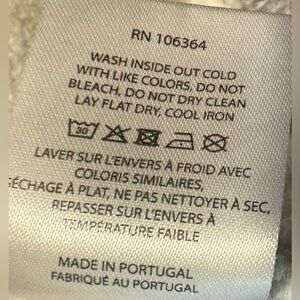 RN 106364
WASH INSIDE OUT COLD
WITH LIKE COLORS, DO NOT
BLEACH, DO NOT DRY CLEAN
LAY FLAT DRY, COOL IRON
30
LAVER SUR L'ENVERS À FROID AVEC
COLORIS SIMILAIRES,
SÉCHAGE À PLAT, NE PAS NETTOYER À SEC,
REPASSER SUR L'ENVERS À
TEMPÉRATURE FAIBLE
MADE IN PORTUGAL
FABRIQUÉ AU PORTUGAL